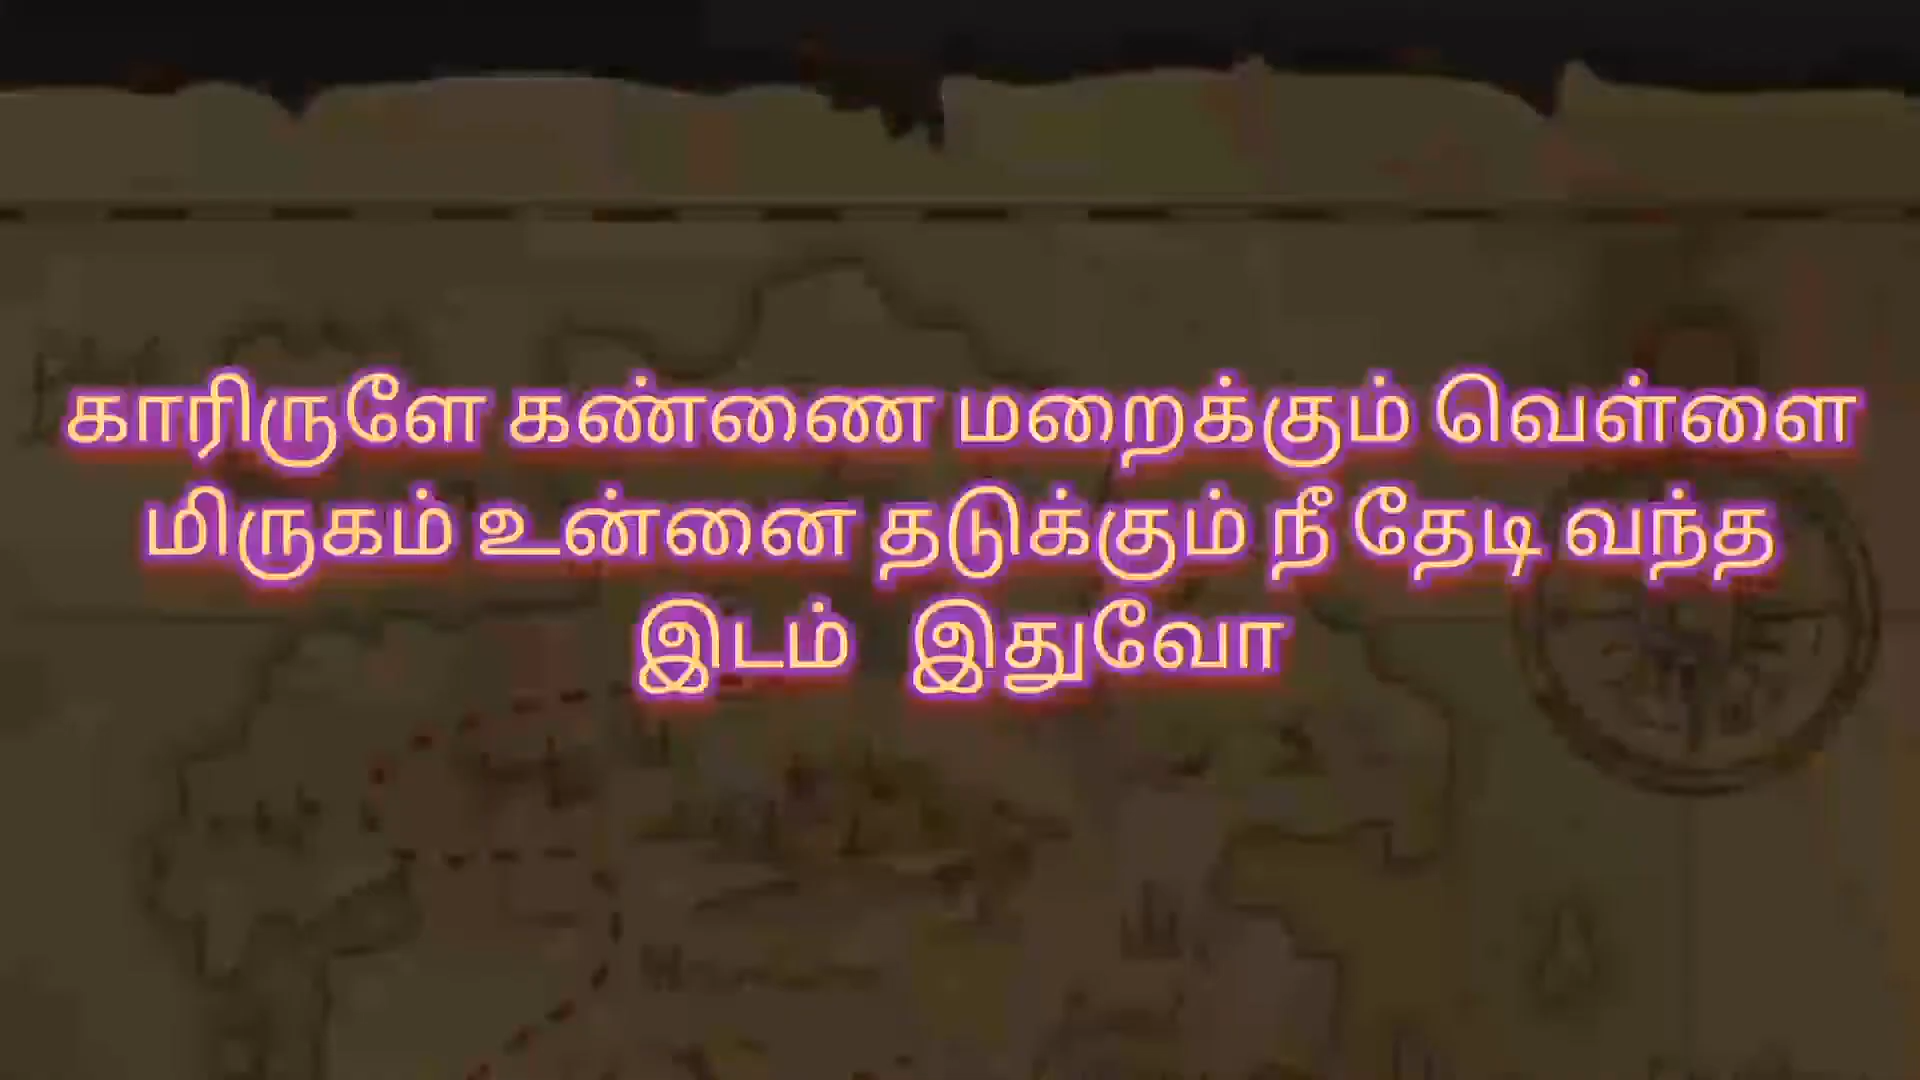 காரிருளே கண்ணை மறைக்கும் வெள்ளை
மிருகம் உன்னை தடுக்கும் நீ தேடி வந்த
இடம் இதுவோ